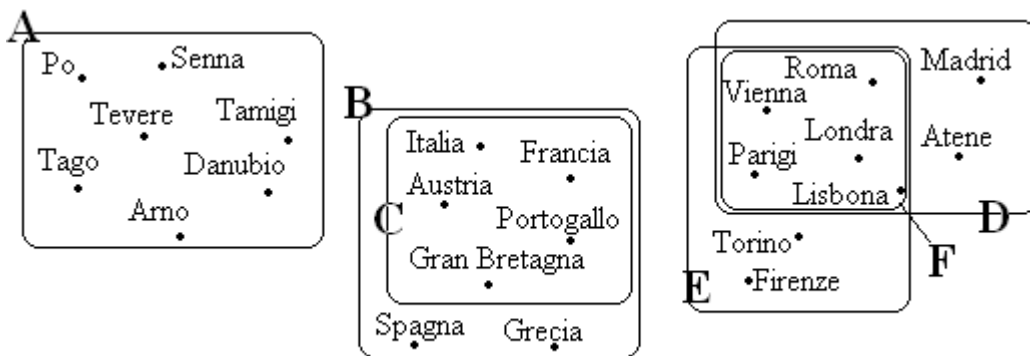 A
Po
Senna
Tevere
Tamigi
Tago
Danubio
Arno
B
Italia
Francia
Austria
C
Portogallo
Gran Bretagna
Spagna
Grecia
Roma
Madrid
Vienna
Londra
Atene
Parigi
Lisbona
D
Torino
F
E
Firenze